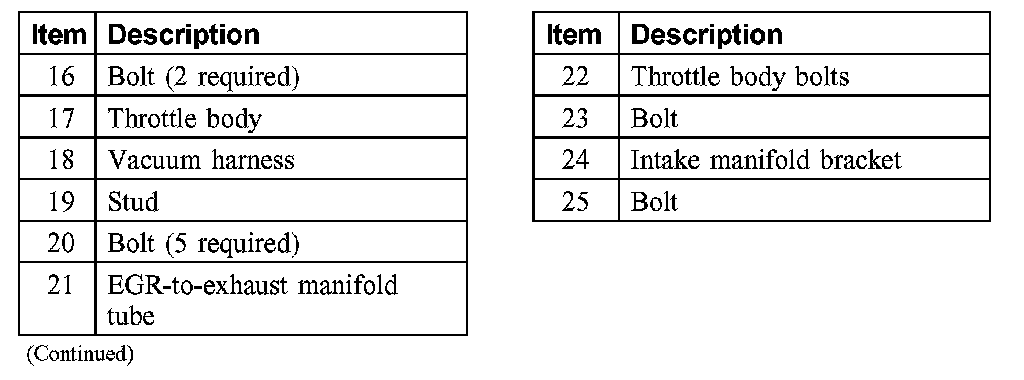 Item Description
16 Bolt (2 required)
17 Throttle body
18 Vacuum harness
19 Stud
20 Bolt (5 required)
21 EGR-to-exhaust manifold
tube
(Continued)
Item Description
22 Throttle body bolts
23 Bolt
24 Intake manifold bracket
25 Bolt